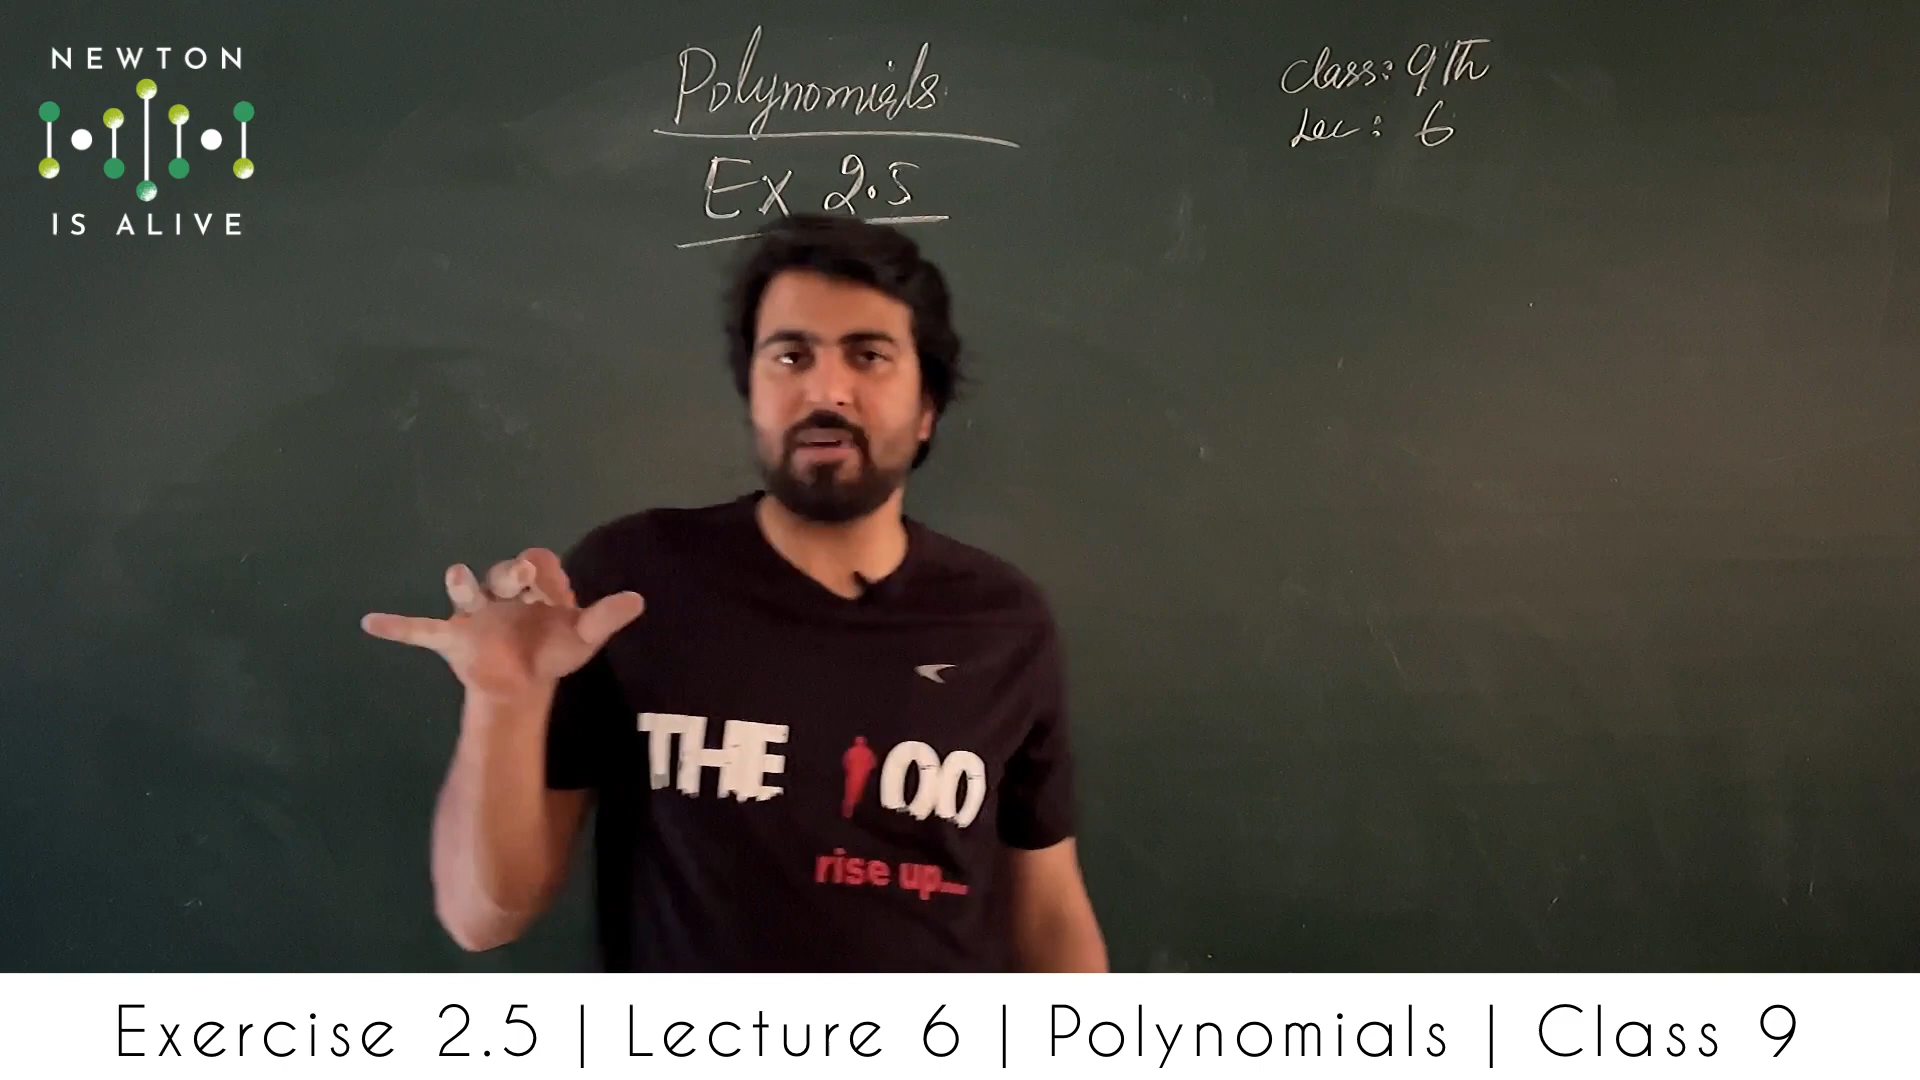 NEWTON
IS ALIVE
Polynomials
Ex 2.5
Class: 9th
Lec: 6
THE 100
rise up...
Exercise 2.5 | Lecture 6 | Polynomials | Class 9